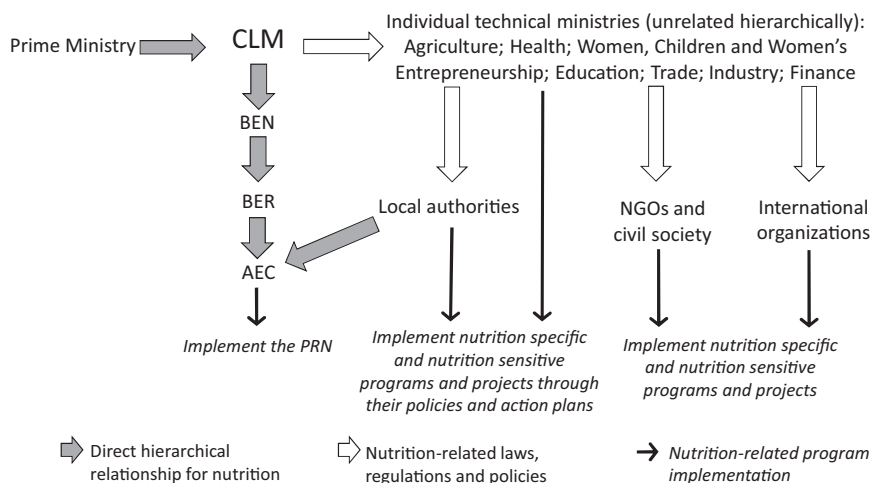 Prime Ministry
CLM
Individual technical ministries (unrelated hierarchically):
Agriculture; Health; Women, Children and Women's
Entrepreneurship; Education; Trade; Industry; Finance
BEN
BER
AEC
Implement the PRN
Local authorities
NGOs and
civil society
International
organizations
Implement nutrition specific
and nutrition sensitive
programs and projects through
their policies and action plans
Implement nutrition specific
and nutrition sensitive
programs and projects
Direct hierarchical
relationship for nutrition
Nutrition-related laws,
regulations and policies
Nutrition-related program
implementation